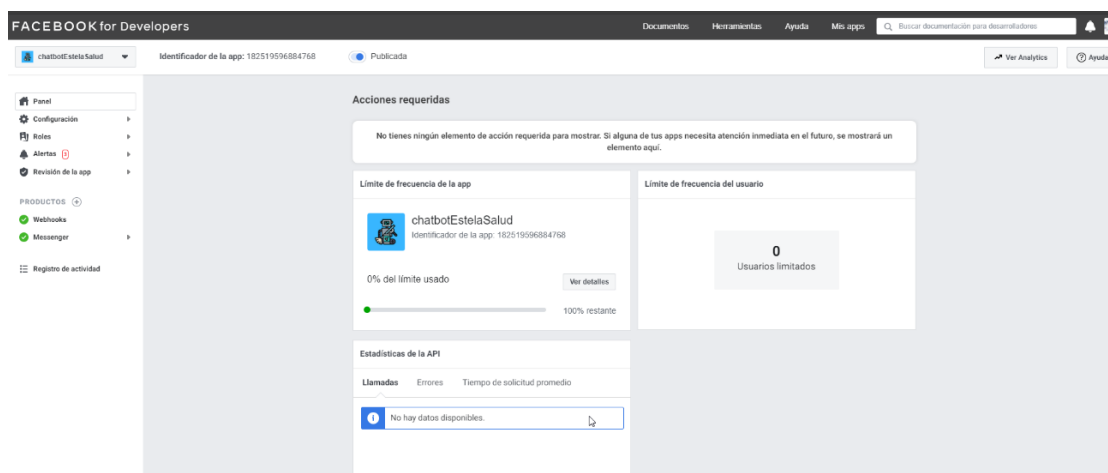 FACEBOOK for Developers
Documentos Herramientas Ayuda Mis apps Buscar documentación para desarrolladores
chatbotEstelaSalud Identificador de la app: 182519596884768 Publicada Ver Analytics Ayuda
Panel
Configuración
Roles
Alertas 3
Revisión de la app
PRODUCTOS
Webhooks
Messenger
Registro de actividad
Acciones requeridas
No tienes ningún elemento de acción requerida para mostrar. Si alguna de tus apps necesita atención inmediata en el futuro, se mostrará un
elemento aquí.
Límite de frecuencia de la app
chatbotEstelaSalud
Identificador de la app: 182519596884768
0% del límite usado
Ver detalles
100% restante
Límite de frecuencia del usuario
0
Usuarios limitados
Estadísticas de la API
Llamadas Errores Tiempo de solicitud promedio
No hay datos disponibles.